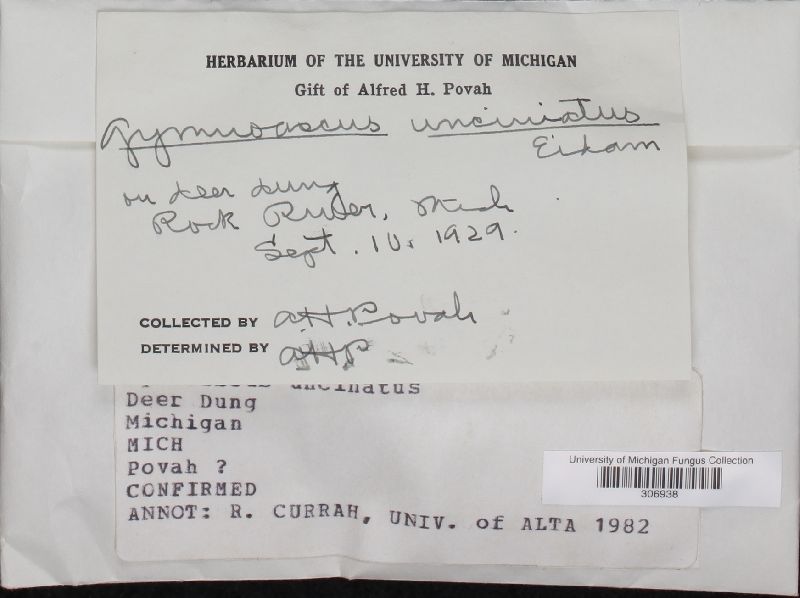 HERBARIUM OF THE UNIVERSITY OF MICHIGAN
Gift of Alfred H. Povah
Gymnoascus uncinatus
Eidam
on deer dung
Rock River, Mich
Sept. 10, 1929.
COLLECTED BY A.H. Povah
DETERMINED BY AHP
uncinatus
Deer Dung
Michigan
MICH
Povah ?
CONFIRMED
ANNOT: R. CURRAH, UNIV. of ALTA 1982
University of Michigan Fungus Collection
306938